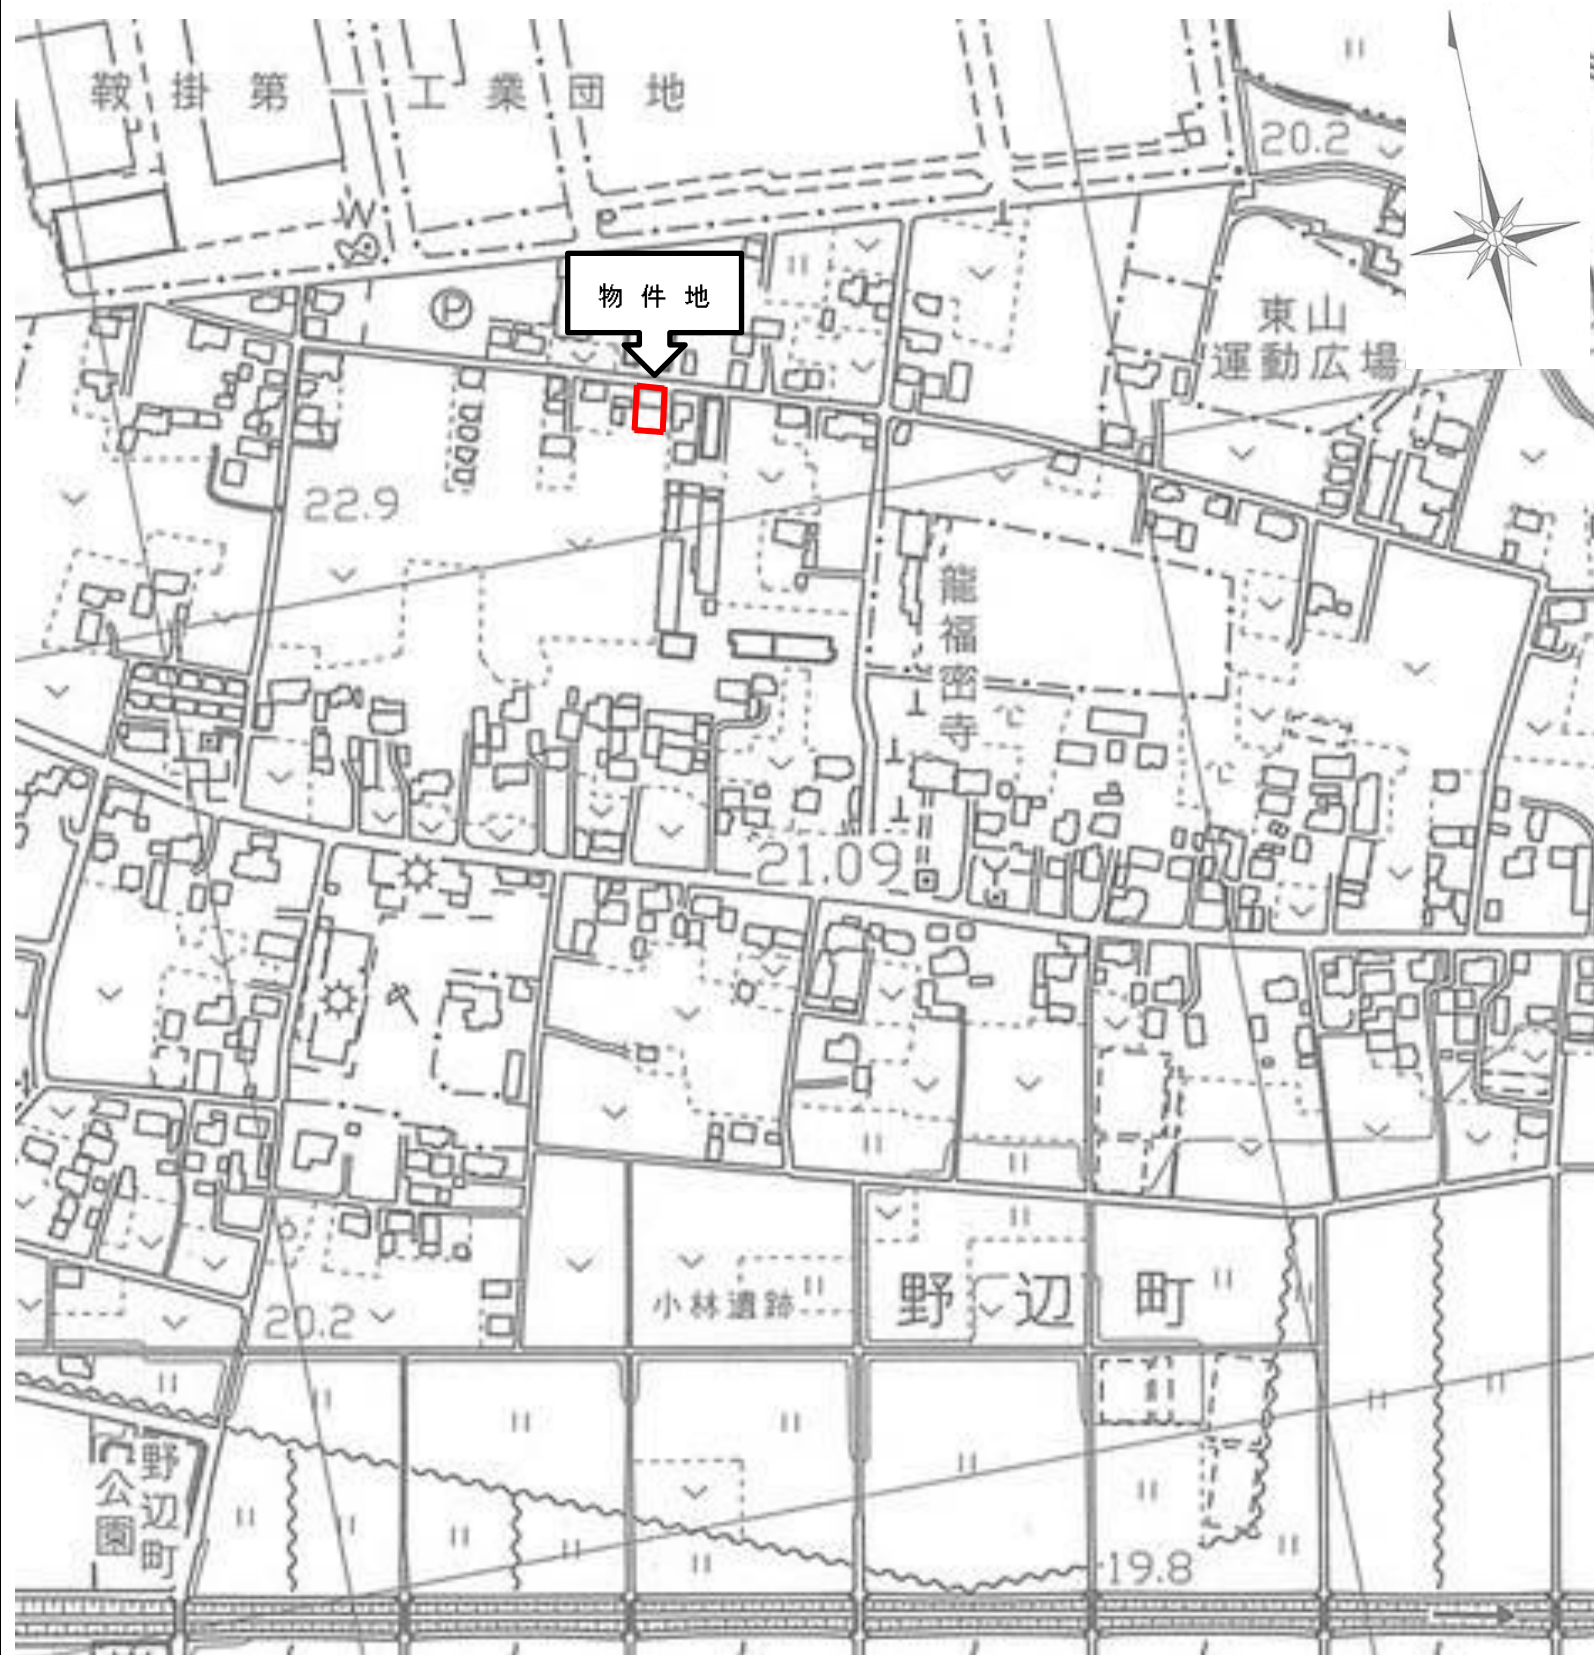 鞍掛第一工業団地
20.2
W
P
物件地
東山
運動広場
22.9
龍福密寺
21.09
小林遺跡
野辺町
20.2
野辺町
公園
19.8